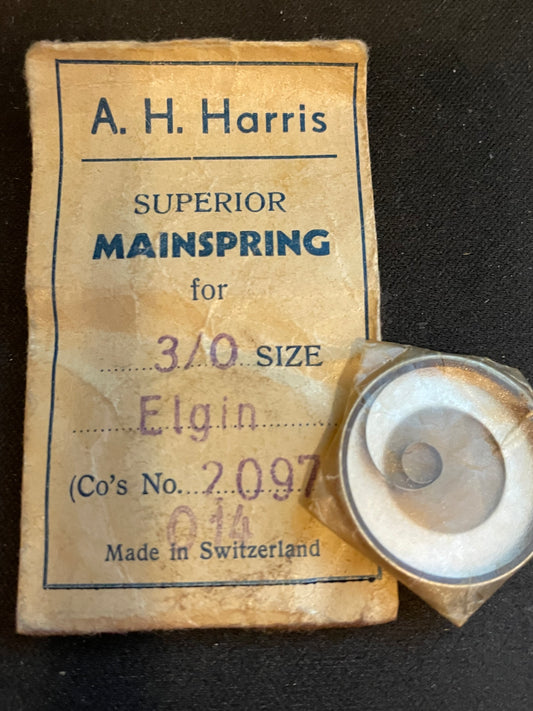 A. H. Harris
SUPERIOR
MAINSPRING
for
3/0 SIZE
Elgin
(Co's No. 2097
014
Made in Switzerland